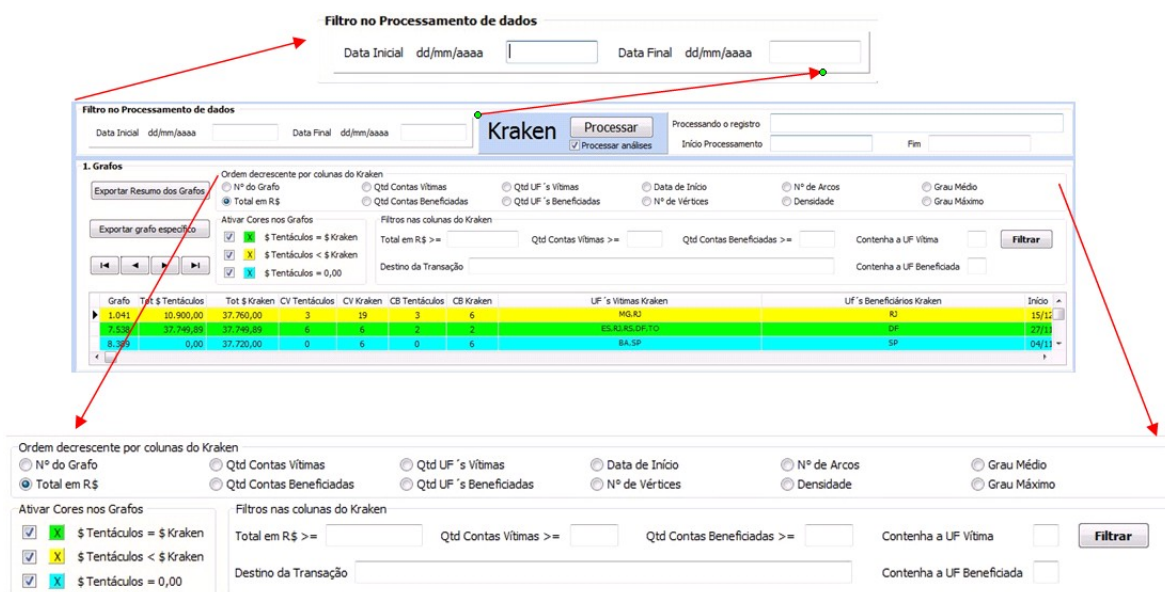 Filtro no Processamento de dados
Data Inicial dd/mm/aaaa Data Final dd/mm/aaaa
Filtro no Processamento de dados
Data Inicial dd/mm/aaaa Data Final dd/mm/aaaa
Kraken Processar
Processar análises
Processando o registro
Início Processamento Fim
1. Grafos
Exportar Resumo dos Grafos
Exportar grafo específico
Ordem decrescente por colunas do Kraken
Nº do Grafo Qtd Contas Vítimas Qtd UF´s Vítimas Data de Início Nº de Arcos Grau Médio
Total em R$ Qtd Contas Beneficiadas Qtd UF´s Beneficiadas Nº de Vértices Densidade Grau Máximo
Ativar Cores nos Grafos Filtros nas colunas do Kraken
X $ Tentáculos = $ Kraken Total em R$ >= Qtd Contas Vítimas >= Qtd Contas Beneficiadas >= Contenha a UF Vítima Filtrar
X $ Tentáculos < $ Kraken
X $ Tentáculos = 0,00 Destino da Transação Contenha a UF Beneficiada
Grafo Tot $ Tentáculos Tot $ Kraken CV Tentáculos CV Kraken CB Tentáculos CB Kraken UF´s Vitimas Kraken Uf´s Beneficiários Kraken Início
1.041 10.900,00 37.760,00 3 19 3 6 MG.RJ RJ 15/12
7.538 37.749,89 37.749,89 6 6 2 2 ES.RJ.RS.DF.TO DF 27/11
8.389 0,00 37.720,00 0 6 0 6 BA.SP SP 04/11
Ordem decrescente por colunas do Kraken
Nº do Grafo Qtd Contas Vítimas Qtd UF´s Vítimas Data de Início Nº de Arcos Grau Médio
Total em R$ Qtd Contas Beneficiadas Qtd UF´s Beneficiadas Nº de Vértices Densidade Grau Máximo
Ativar Cores nos Grafos Filtros nas colunas do Kraken
X $ Tentáculos = $ Kraken Total em R$ >= Qtd Contas Vítimas >= Qtd Contas Beneficiadas >= Contenha a UF Vítima Filtrar
X $ Tentáculos < $ Kraken
X $ Tentáculos = 0,00 Destino da Transação Contenha a UF Beneficiada